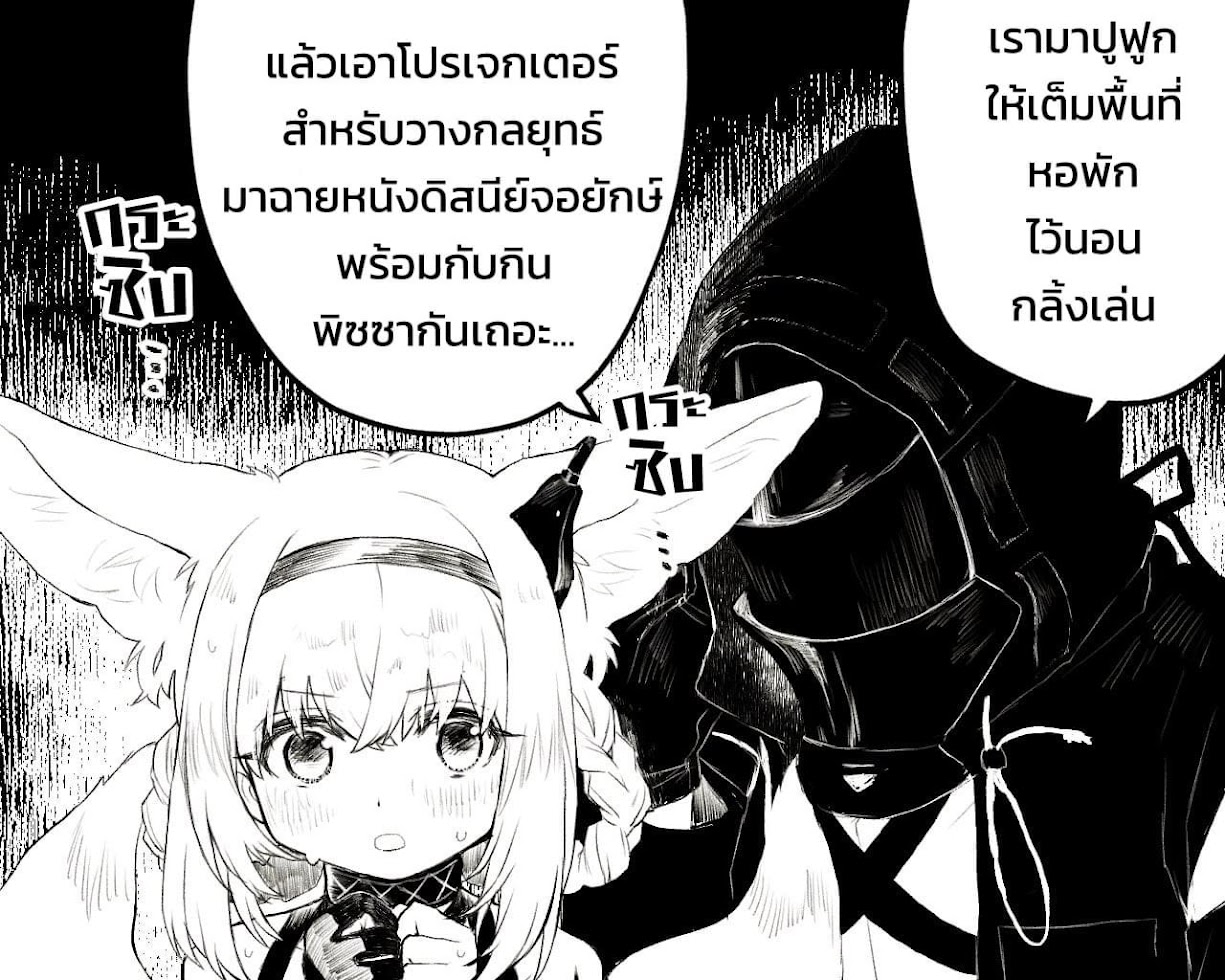 เรามาปูฟูก
ให้เต็มพื้นที่
หอพัก
ไว้นอน
กลิ้งเล่น
แล้วเอาโปรเจกเตอร์
สำหรับวางกลยุทธ์
มาฉายหนังดิสนีย์จอยักษ์
พร้อมกับกิน
พิซซากันเถอะ...
กระ
ซิบ
กระ
ซิบ